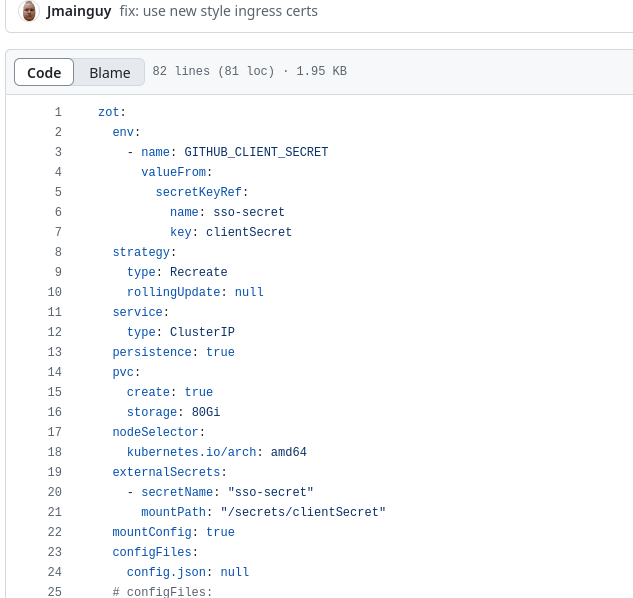 Jmainguy fix: use new style ingress certs
Code Blame 82 lines (81 loc) · 1.95 KB
1 zot:
2 env:
3 - name: GITHUB_CLIENT_SECRET
4 valueFrom:
5 secretKeyRef:
6 name: sso-secret
7 key: clientSecret
8 strategy:
9 type: Recreate
10 rollingUpdate: null
11 service:
12 type: ClusterIP
13 persistence: true
14 pvc:
15 create: true
16 storage: 80Gi
17 nodeSelector:
18 kubernetes.io/arch: amd64
19 externalSecrets:
20 - secretName: "sso-secret"
21 mountPath: "/secrets/clientSecret"
22 mountConfig: true
23 configFiles:
24 config.json: null
25 # configFiles: